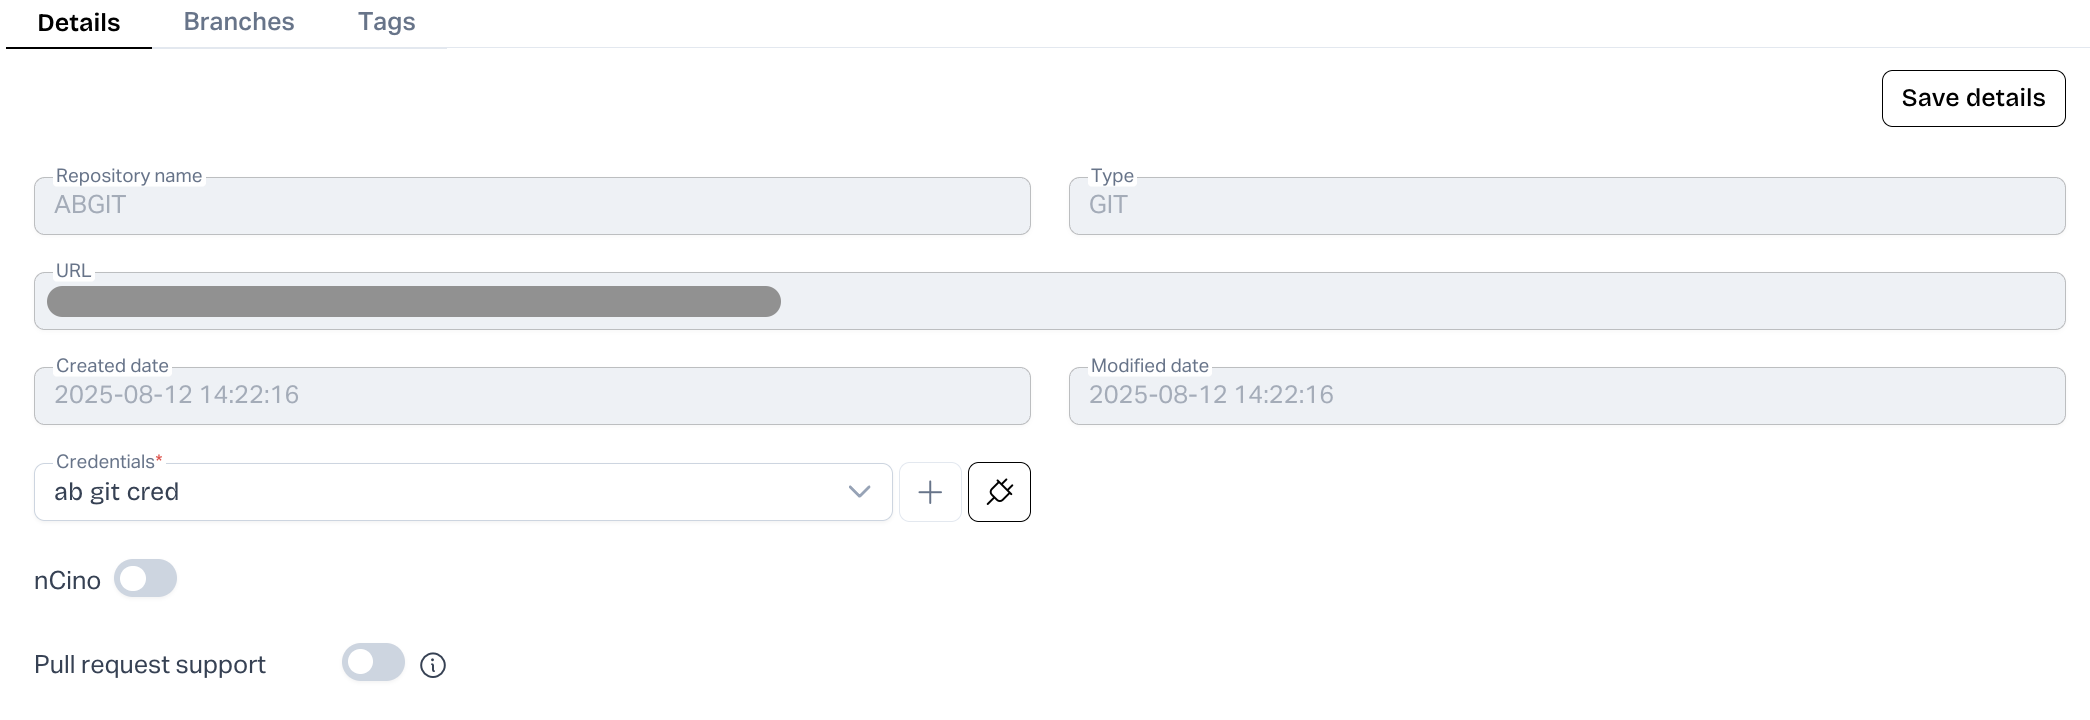 Details Branches Tags
Save details
Repository name
ABGIT
Type
GIT
URL
Created date
2025-08-12 14:22:16
Modified date
2025-08-12 14:22:16
Credentials*
ab git cred
nCino
Pull request support